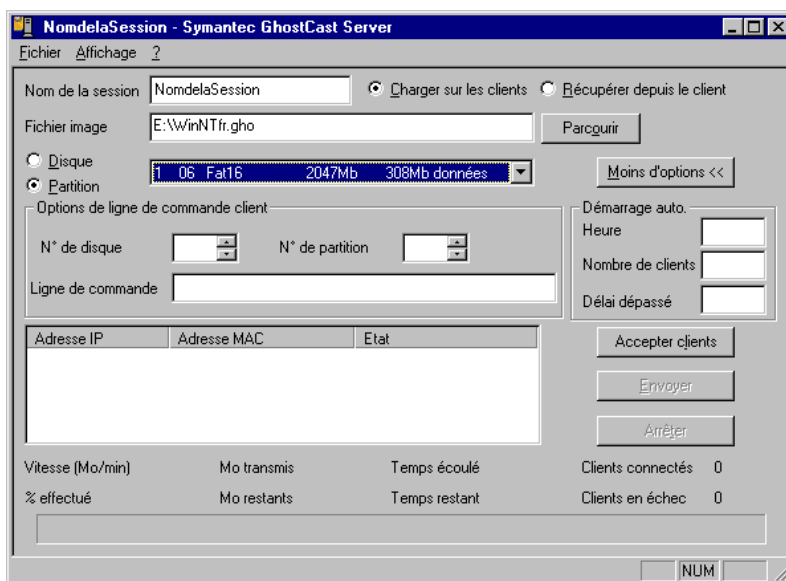 NomdelaSession - Symantec GhostCast Server
Fichier Affichage ?
Nom de la session NomdelaSession Charger sur les clients Récupérer depuis le client
Fichier image E:\WinNTfr.gho Parcourir
Disque
Partition
1 06 Fat16 2047Mb 308Mb données
Moins d'options <<
Options de ligne de commande client
N° de disque N° de partition
Ligne de commande
Démarrage auto.
Heure
Nombre de clients
Délai dépassé
Adresse IP Adresse MAC Etat
Accepter clients
Envoyer
Arrêter
Vitesse (Mo/min) Mo transmis Temps écoulé Clients connectés 0
% effectué Mo restants Temps restant Clients en échec 0
NUM